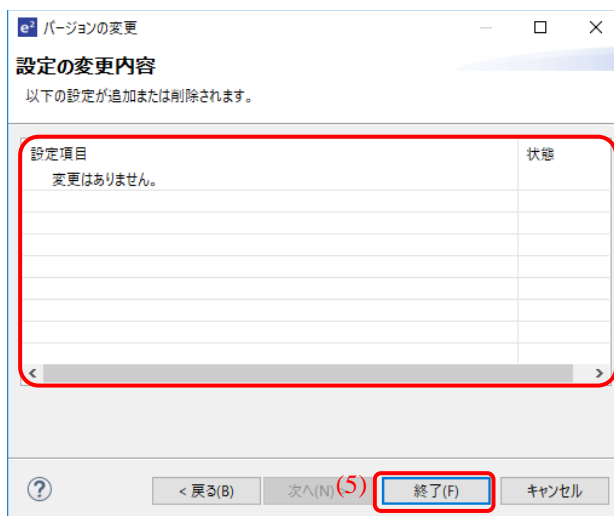 e² バージョンの変更
設定の変更内容
以下の設定が追加または削除されます。
設定項目 状態
変更はありません。
< 戻る(B) 次へ(N) (5) 終了(F) キャンセル